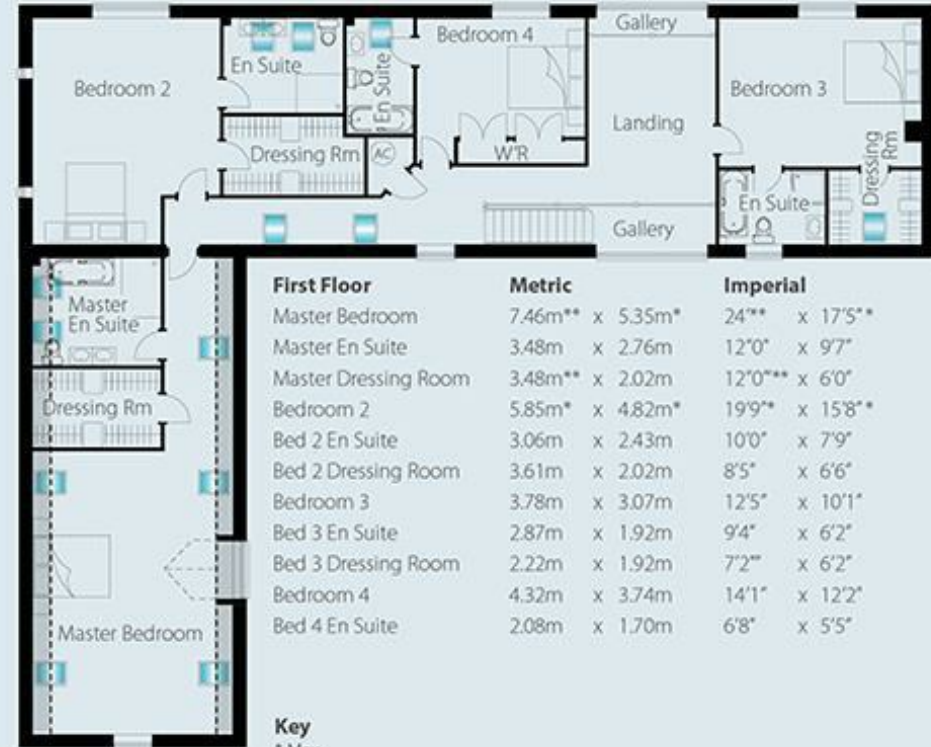 Gallery
Bedroom 4
En Suite
En Suite
Bedroom 2
Bedroom 3
Landing
Dressing Rm
AC
W'R
Dressing Rm
En Suite
Gallery
Master En Suite
Dressing Rm
Master Bedroom
First Floor Metric Imperial
Master Bedroom 7.46m** x 5.35m* 24'** x 17'5"*
Master En Suite 3.48m x 2.76m 12'0" x 9'7"
Master Dressing Room 3.48m** x 2.02m 12'0"** x 6'0"
Bedroom 2 5.85m* x 4.82m* 19'9"* x 15'8"*
Bed 2 En Suite 3.06m x 2.43m 10'0" x 7'9"
Bed 2 Dressing Room 3.61m x 2.02m 8'5" x 6'6"
Bedroom 3 3.78m x 3.07m 12'5" x 10'1"
Bed 3 En Suite 2.87m x 1.92m 9'4" x 6'2"
Bed 3 Dressing Room 2.22m x 1.92m 7'2"" x 6'2"
Bedroom 4 4.32m x 3.74m 14'1" x 12'2"
Bed 4 En Suite 2.08m x 1.70m 6'8" x 5'5"
Key